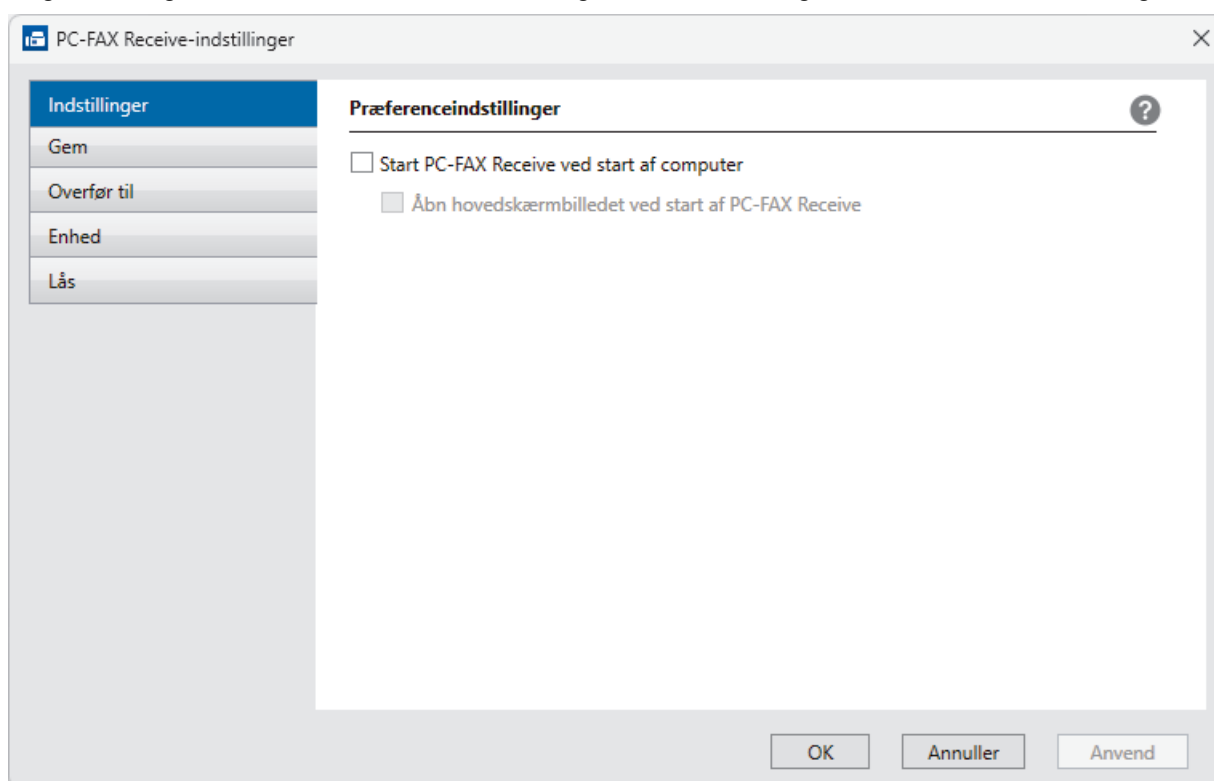 PC-FAX Receive-indstillinger
Indstillinger
Gem
Overfør til
Enhed
Lås
Præferenceindstillinger
?
Start PC-FAX Receive ved start af computer
Åbn hovedskærmbilledet ved start af PC-FAX Receive
OK
Annuller
Anvend